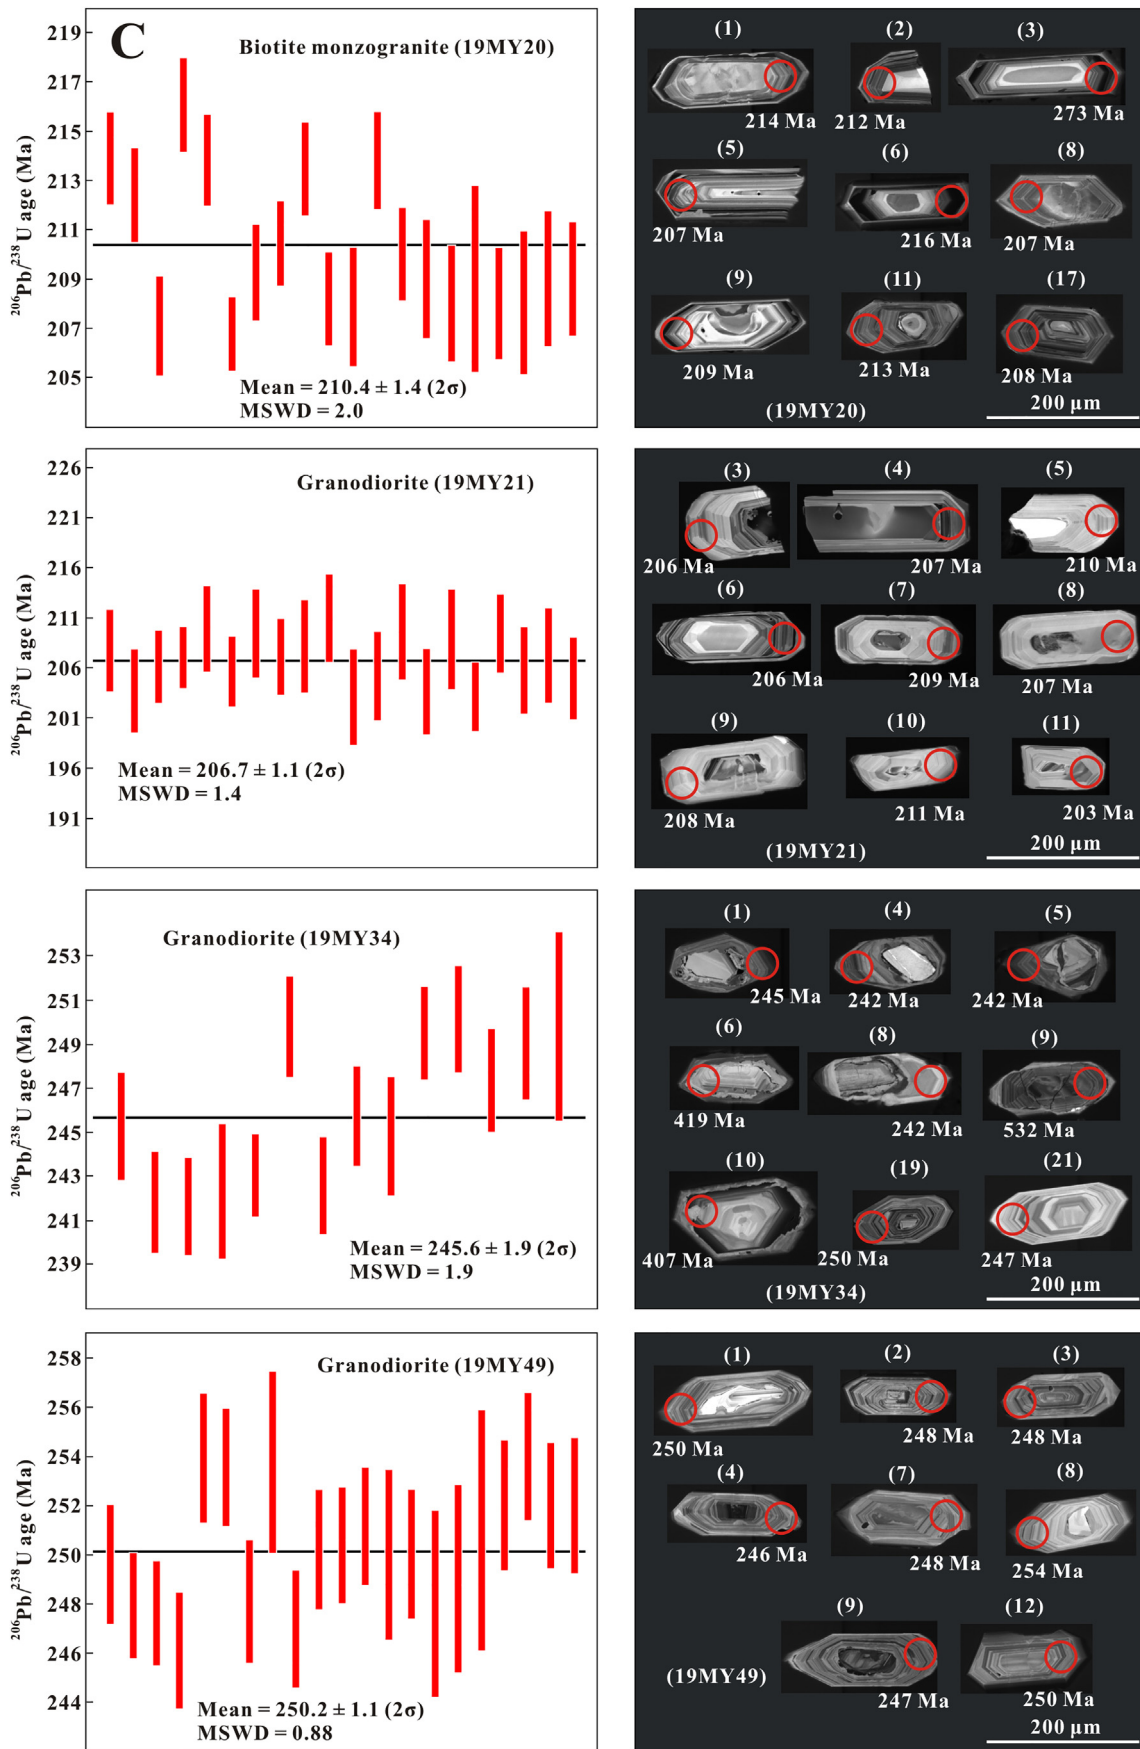 C
Biotite monzogranite (19MY20)
219
217
215
213
211
209
207
205
²⁰⁶Pb/²³⁸U age (Ma)
Mean = 210.4 ± 1.4 (2σ)
MSWD = 2.0
(1) (2) (3)
214 Ma 212 Ma 273 Ma
(5) (6) (8)
207 Ma 216 Ma 207 Ma
(9) (11) (17)
209 Ma 213 Ma 208 Ma
(19MY20)
200 μm
Granodiorite (19MY21)
226
221
216
211
206
201
196
191
²⁰⁶Pb/²³⁸U age (Ma)
Mean = 206.7 ± 1.1 (2σ)
MSWD = 1.4
(3) (4) (5)
206 Ma 207 Ma 210 Ma
(6) (7) (8)
206 Ma 209 Ma 207 Ma
(9) (10) (11)
208 Ma 211 Ma 203 Ma
(19MY21)
200 μm
Granodiorite (19MY34)
253
251
249
247
245
243
241
239
²⁰⁶Pb/²³⁸U age (Ma)
Mean = 245.6 ± 1.9 (2σ)
MSWD = 1.9
(1) (4) (5)
245 Ma 242 Ma 242 Ma
(6) (8) (9)
419 Ma 242 Ma 532 Ma
(10) (19) (21)
407 Ma 250 Ma 247 Ma
(19MY34)
200 μm
Granodiorite (19MY49)
258
256
254
252
250
248
246
244
²⁰⁶Pb/²³⁸U age (Ma)
Mean = 250.2 ± 1.1 (2σ)
MSWD = 0.88
(1) (2) (3)
250 Ma 248 Ma 248 Ma
(4) (7) (8)
246 Ma 248 Ma 254 Ma
(9) (12)
247 Ma 250 Ma
(19MY49)
200 μm